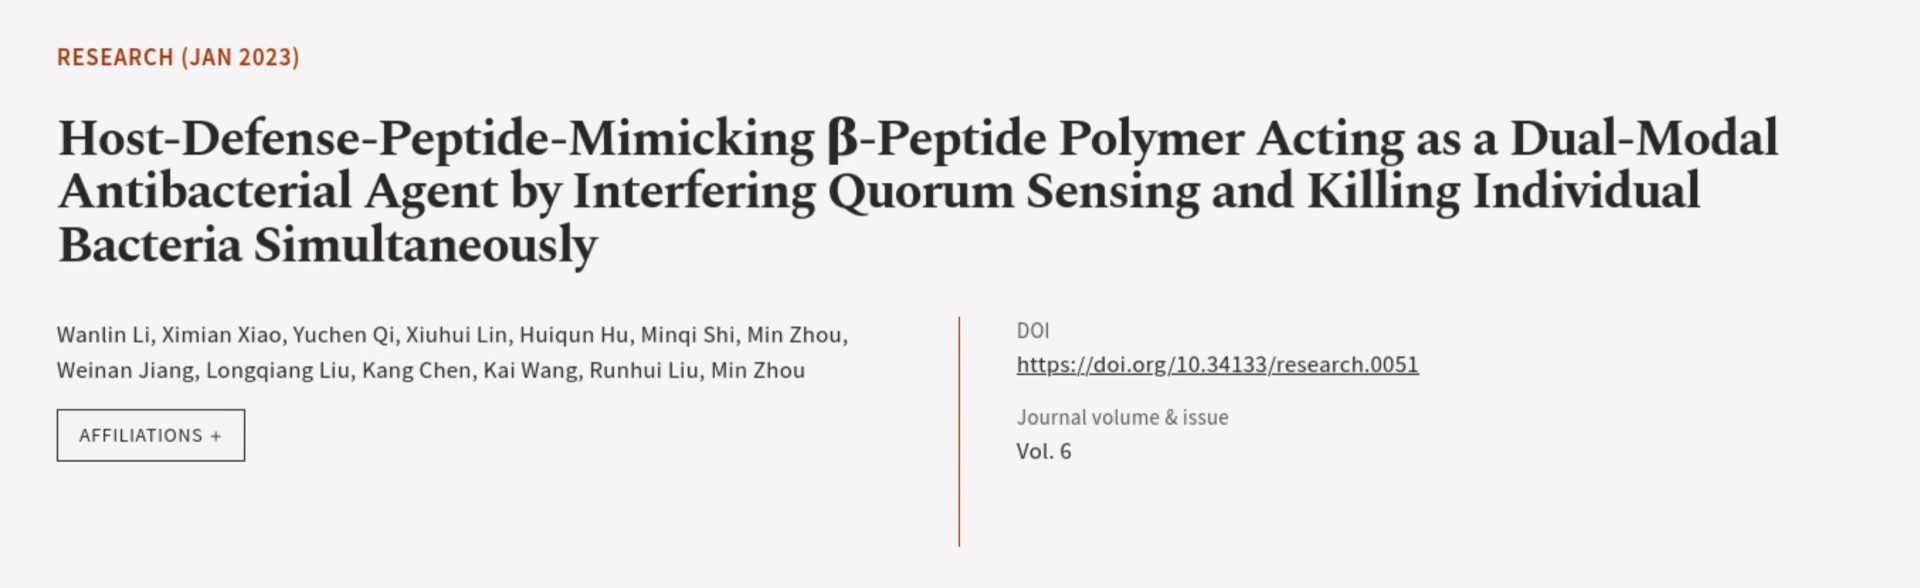 RESEARCH (JAN 2023)
Host-Defense-Peptide-Mimicking β-Peptide Polymer Acting as a Dual-Modal
Antibacterial Agent by Interfering Quorum Sensing and Killing Individual
Bacteria Simultaneously
Wanlin Li, Ximian Xiao, Yuchen Qi, Xiuhui Lin, Huiqun Hu, Minqi Shi, Min Zhou,
Weinan Jiang, Longqiang Liu, Kang Chen, Kai Wang, Runhui Liu, Min Zhou
AFFILIATIONS +
DOI
https://doi.org/10.34133/research.0051
Journal volume & issue
Vol. 6